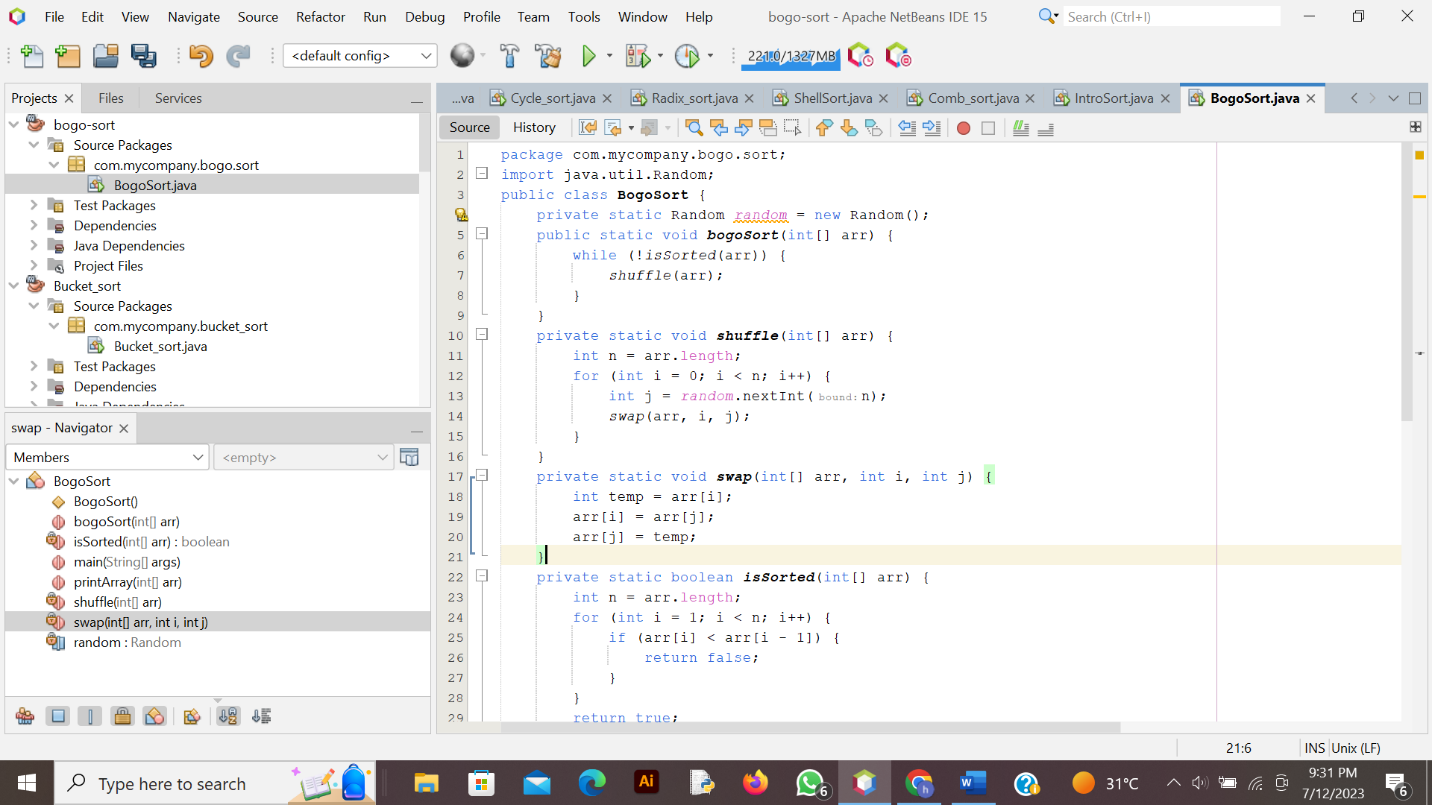 File Edit View Navigate Source Refactor Run Debug Profile Team Tools Window Help bogo-sort - Apache NetBeans IDE 15 Search (Ctrl+I)
<default config> 221.0/1327MB
Projects Files Services
bogo-sort
Source Packages
com.mycompany.bogo.sort
BogoSort.java
Test Packages
Dependencies
Java Dependencies
Project Files
Bucket_sort
Source Packages
com.mycompany.bucket_sort
Bucket_sort.java
Test Packages
Dependencies
Java Dependencies
swap - Navigator
Members <empty>
BogoSort
BogoSort()
bogoSort(int[] arr)
isSorted(int[] arr) : boolean
main(String[] args)
printArray(int[] arr)
shuffle(int[] arr)
swap(int[] arr, int i, int j)
random : Random
...va Cycle_sort.java Radix_sort.java ShellSort.java Comb_sort.java IntroSort.java BogoSort.java
Source History
1 package com.mycompany.bogo.sort;
2 import java.util.Random;
3 public class BogoSort {
private static Random random = new Random();
5 public static void bogoSort(int[] arr) {
6 while (!isSorted(arr)) {
7 shuffle(arr);
8 }
9 }
10 private static void shuffle(int[] arr) {
11 int n = arr.length;
12 for (int i = 0; i < n; i++) {
13 int j = random.nextInt(bound: n);
14 swap(arr, i, j);
15 }
16 }
17 private static void swap(int[] arr, int i, int j) {
18 int temp = arr[i];
19 arr[i] = arr[j];
20 arr[j] = temp;
21 }
22 private static boolean isSorted(int[] arr) {
23 int n = arr.length;
24 for (int i = 1; i < n; i++) {
25 if (arr[i] < arr[i - 1]) {
26 return false;
27 }
28 }
29 return true;
21:6 INS Unix (LF)
Type here to search Ai 6 31°C 9:31 PM
7/12/2023 6